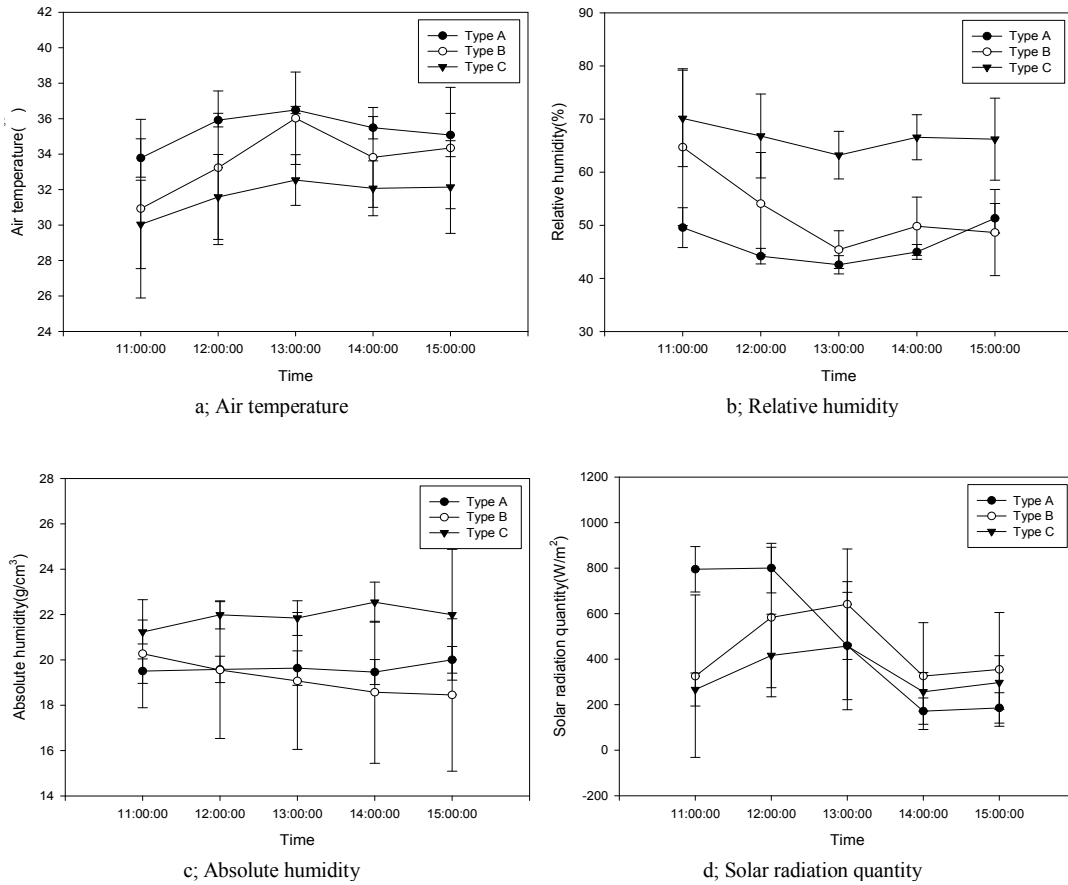 42
40
38
36
34
32
30
28
26
24
Air temperature( )
Type A
Type B
Type C
11:00:00 12:00:00 13:00:00 14:00:00 15:00:00
Time
a; Air temperature
90
80
70
60
50
40
30
Relative humidity(%)
Type A
Type B
Type C
11:00:00 12:00:00 13:00:00 14:00:00 15:00:00
Time
b; Relative humidity
28
26
24
22
20
18
16
14
Absolute humidity(g/cm³)
Type A
Type B
Type C
11:00:00 12:00:00 13:00:00 14:00:00 15:00:00
Time
c; Absolute humidity
1200
1000
800
600
400
200
0
-200
Solar radiation quantity(W/m²)
Type A
Type B
Type C
11:00:00 12:00:00 13:00:00 14:00:00 15:00:00
Time
d; Solar radiation quantity